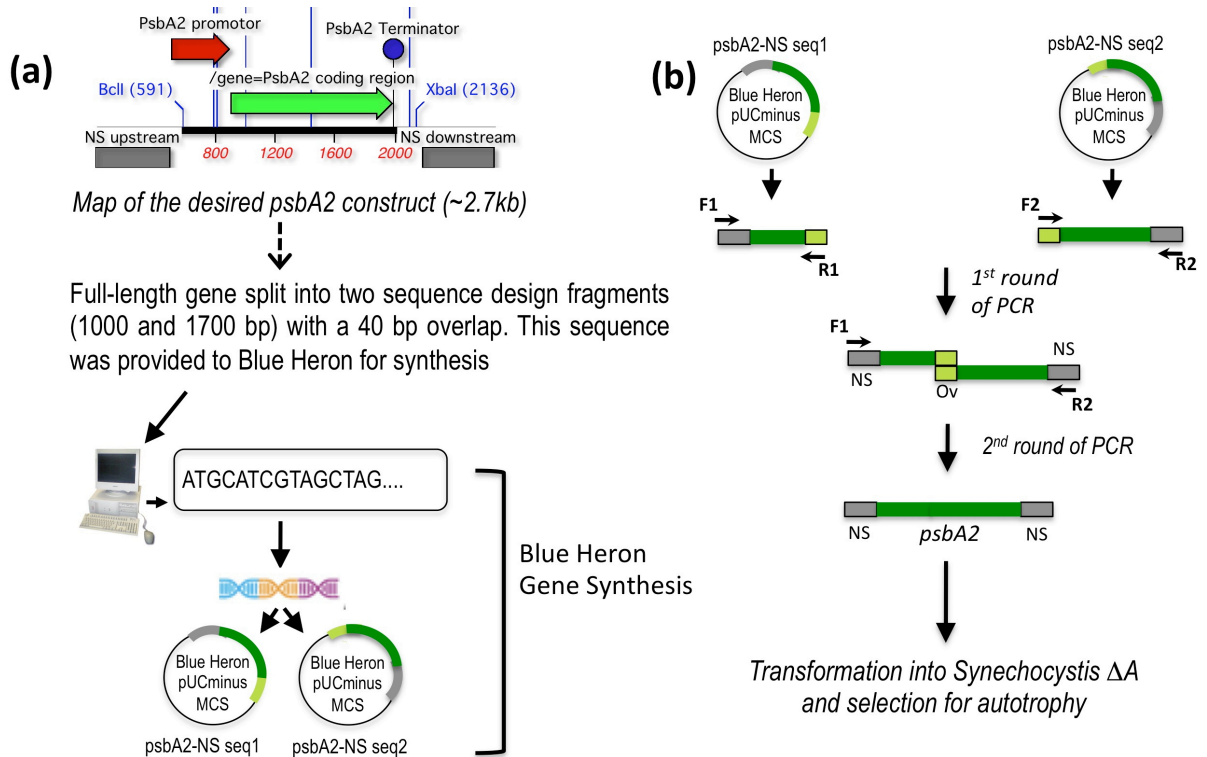 (a)
PsbA2 promotor
PsbA2 Terminator
/gene=PsbA2 coding region
BclI (591)
XbaI (2136)
NS upstream
NS downstream
800
1200
1600
2000
Map of the desired psbA2 construct (~2.7kb)
Full-length gene split into two sequence design fragments
(1000 and 1700 bp) with a 40 bp overlap. This sequence
was provided to Blue Heron for synthesis
ATGCATCGTAGCTAG....
Blue Heron
Gene Synthesis
Blue Heron
pUCminus
MCS
psbA2-NS seq1
Blue Heron
pUCminus
MCS
psbA2-NS seq2
(b)
psbA2-NS seq1
Blue Heron
pUCminus
MCS
psbA2-NS seq2
Blue Heron
pUCminus
MCS
F1
R1
F2
R2
1st round
of PCR
F1
NS
Ov
NS
R2
2nd round of PCR
NS
psbA2
NS
Transformation into Synechocystis ΔA
and selection for autotrophy